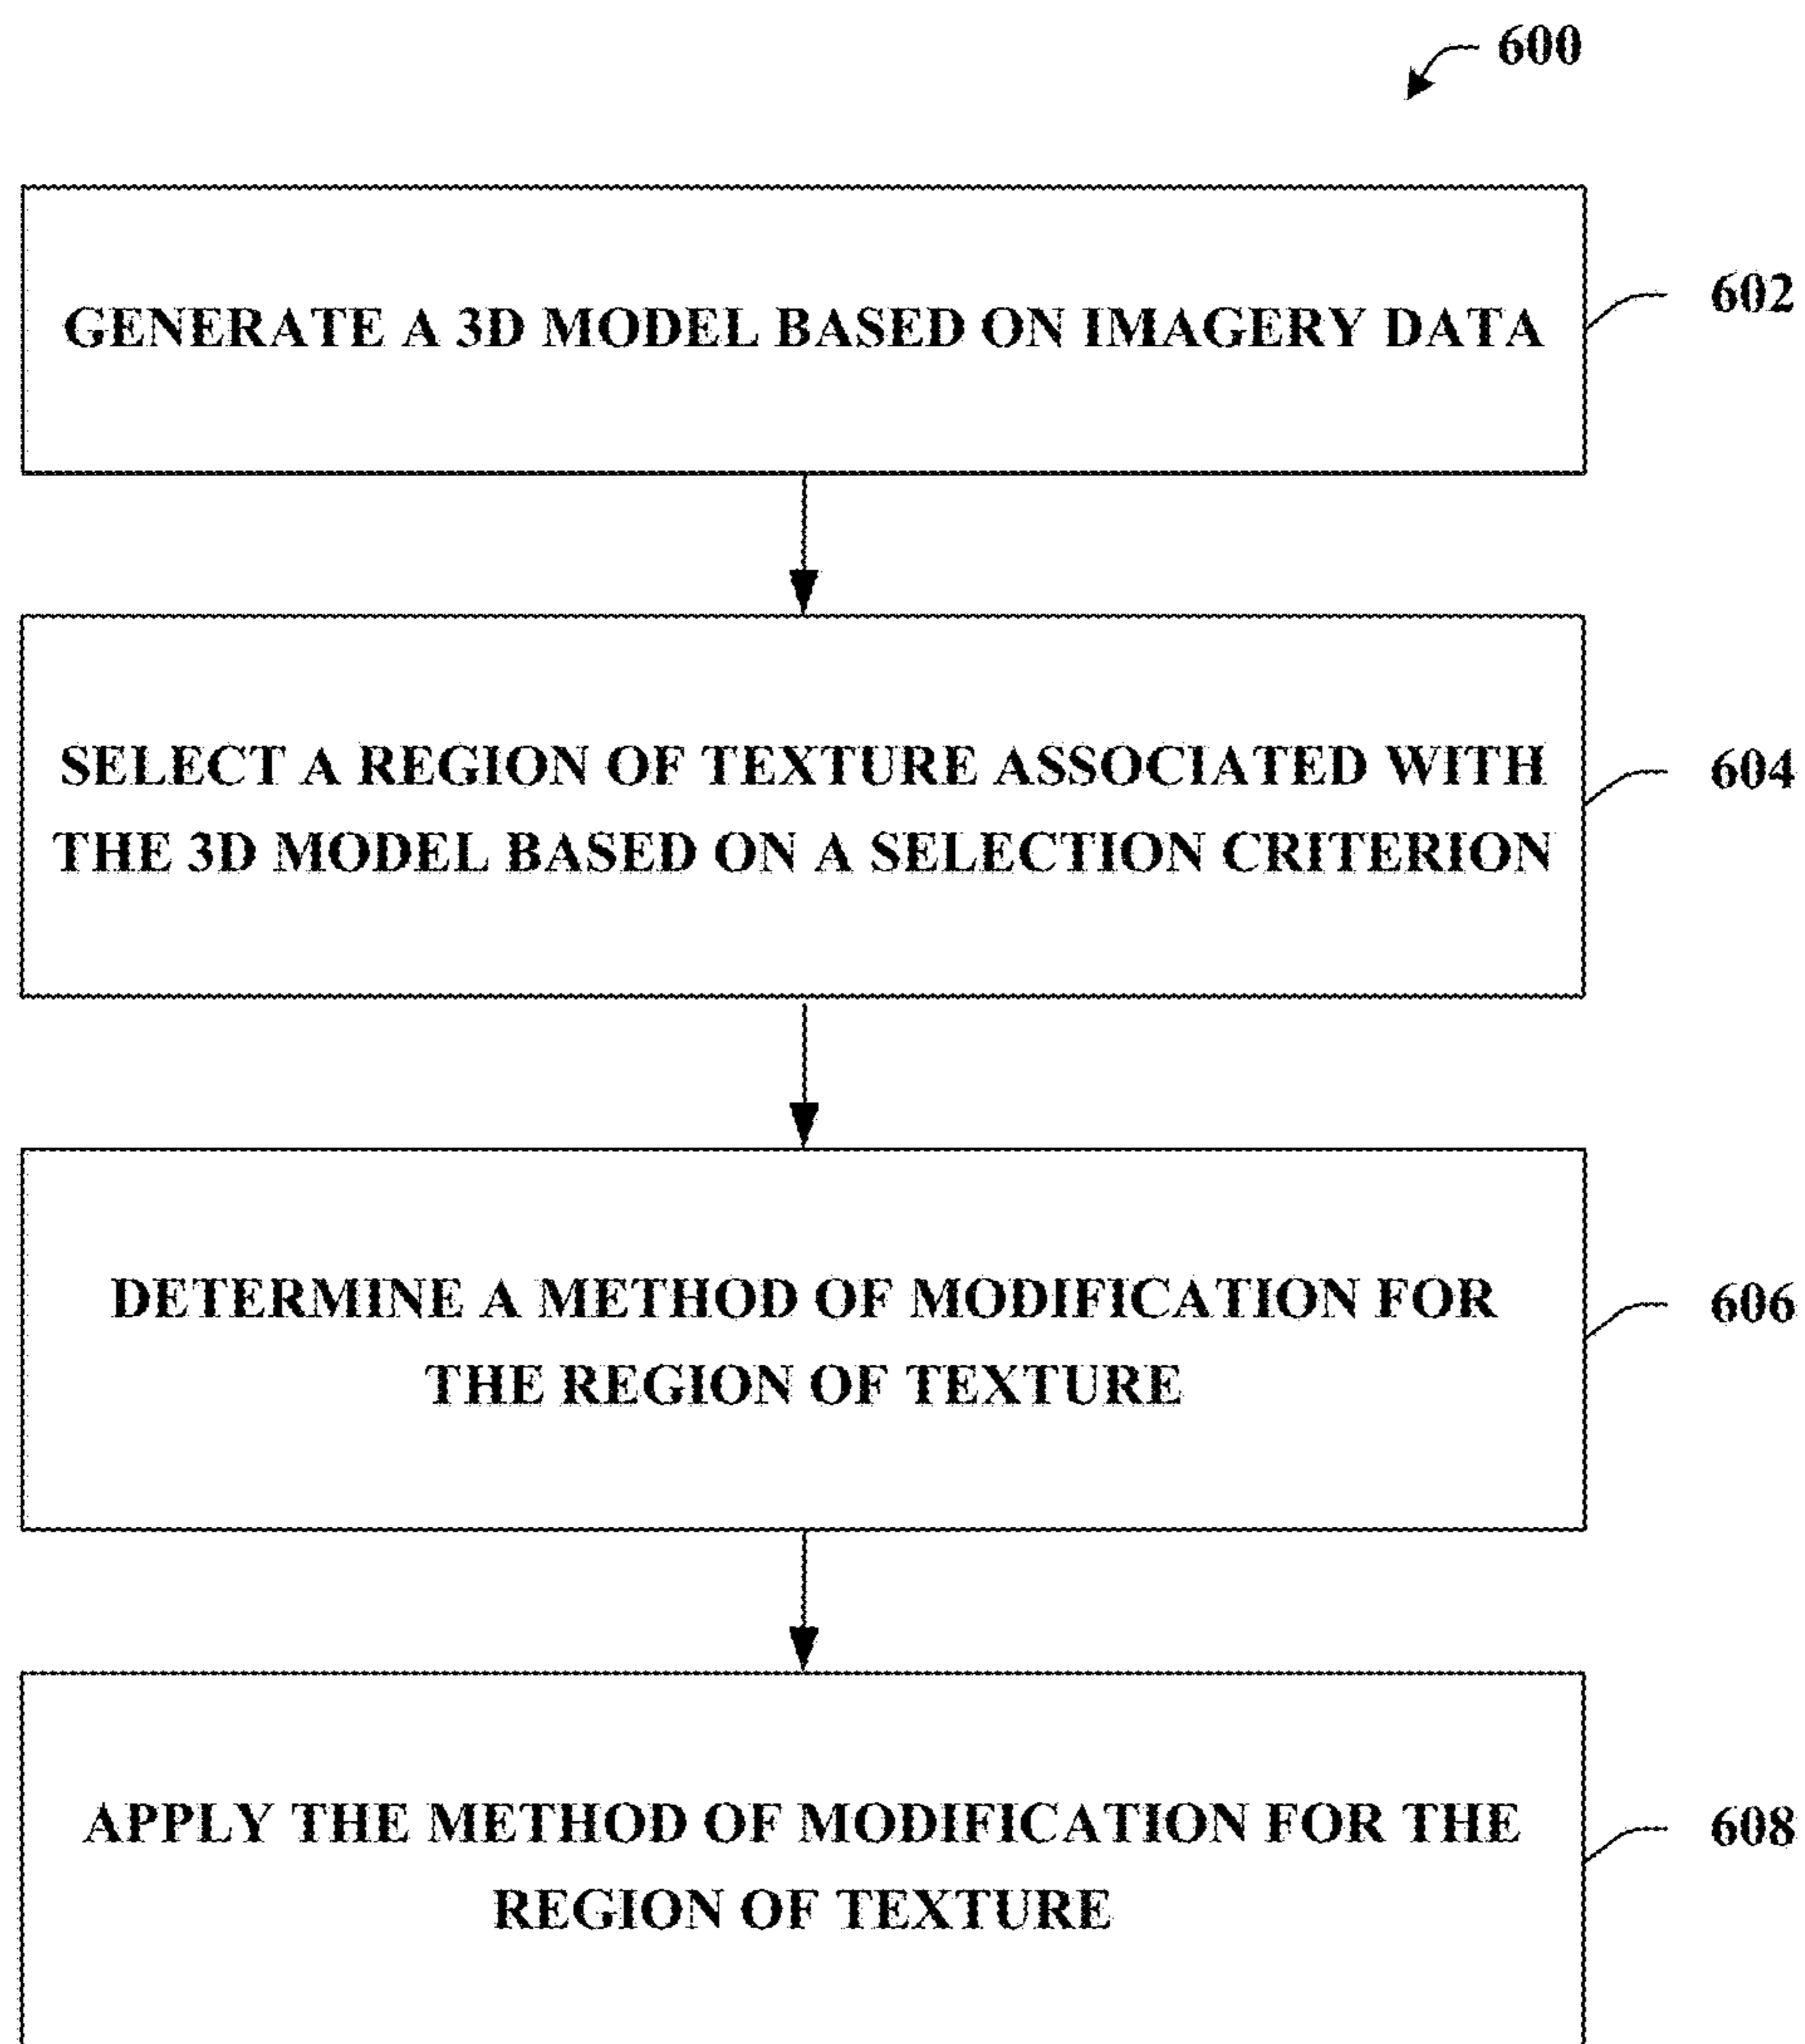 600
GENERATE A 3D MODEL BASED ON IMAGERY DATA
602
SELECT A REGION OF TEXTURE ASSOCIATED WITH
THE 3D MODEL BASED ON A SELECTION CRITERION
604
DETERMINE A METHOD OF MODIFICATION FOR
THE REGION OF TEXTURE
606
APPLY THE METHOD OF MODIFICATION FOR THE
REGION OF TEXTURE
608